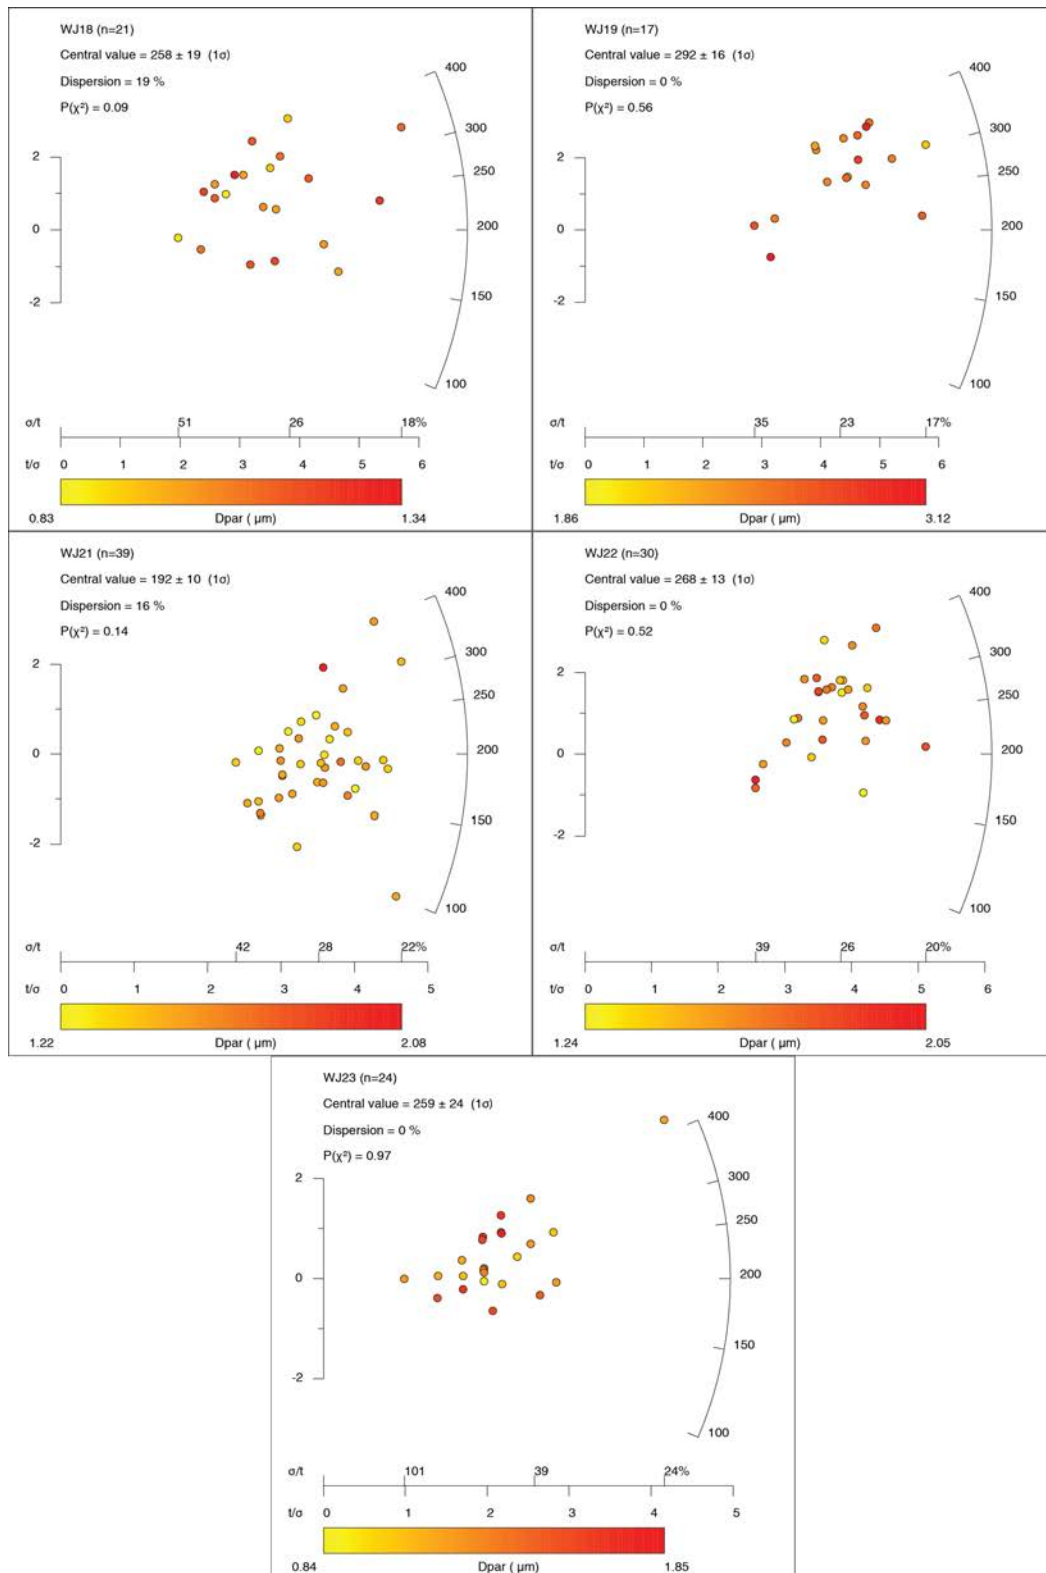 WJ18 (n=21)
Central value = 258 ± 19 (1σ)
Dispersion = 19 %
P(χ²) = 0.09
400
300
250
200
150
100
2
0
-2
σ/t
51
26
18%
t/σ
0 1 2 3 4 5 6
0.83
Dpar ( µm)
1.34
WJ19 (n=17)
Central value = 292 ± 16 (1σ)
Dispersion = 0 %
P(χ²) = 0.56
400
300
250
200
150
100
2
0
-2
σ/t
35
23
17%
t/σ
0 1 2 3 4 5 6
1.86
Dpar ( µm)
3.12
WJ21 (n=39)
Central value = 192 ± 10 (1σ)
Dispersion = 16 %
P(χ²) = 0.14
400
300
250
200
150
100
2
0
-2
σ/t
42
28
22%
t/σ
0 1 2 3 4 5
1.22
Dpar ( µm)
2.08
WJ22 (n=30)
Central value = 268 ± 13 (1σ)
Dispersion = 0 %
P(χ²) = 0.52
400
300
250
200
150
100
2
0
-2
σ/t
39
26
20%
t/σ
0 1 2 3 4 5 6
1.24
Dpar ( µm)
2.05
WJ23 (n=24)
Central value = 259 ± 24 (1σ)
Dispersion = 0 %
P(χ²) = 0.97
400
300
250
200
150
100
2
0
-2
σ/t
101
39
24%
t/σ
0 1 2 3 4 5
0.84
Dpar ( µm)
1.85